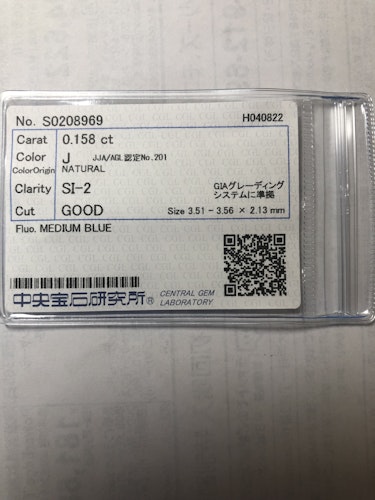 No. S0208969 H040822
Carat 0.158 ct
Color J JJA/AGL認定No.201
ColorOrigin NATURAL
Clarity SI-2 GIAグレーディング
システムに準拠
Cut GOOD Size 3.51 - 3.56 × 2.13 mm
Fluo. MEDIUM BLUE
中央宝石研究所® CENTRAL GEM
LABORATORY